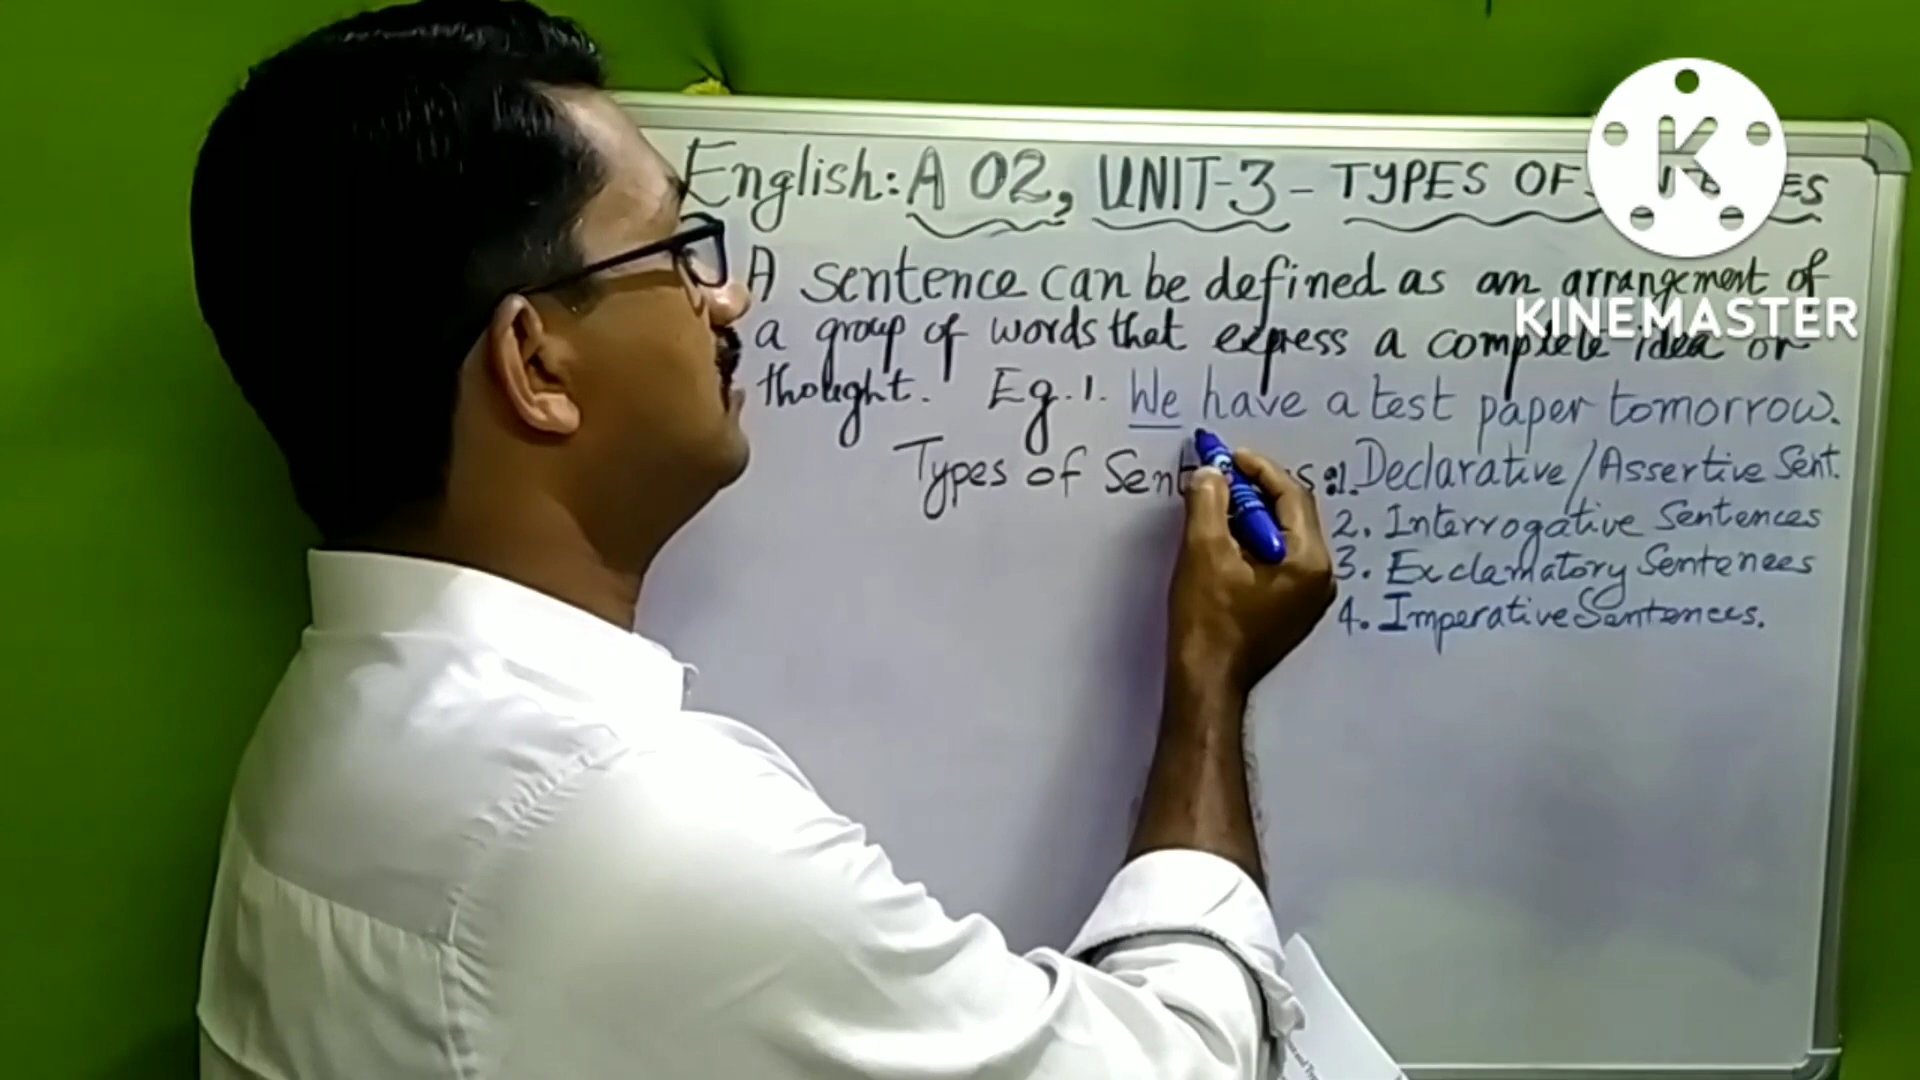 English: A 02, UNIT-3 - TYPES OF
A sentence can be defined as an arrangement of
a group of words that express a complete idea or
thought. Eg. 1. We have a test paper tomorrow.
Types of 1. Declarative/Assertive Sent.
2. Interrogative Sentences
3. Exclamatory Sentences
4. Imperative Sentences.
K
KINEMASTER